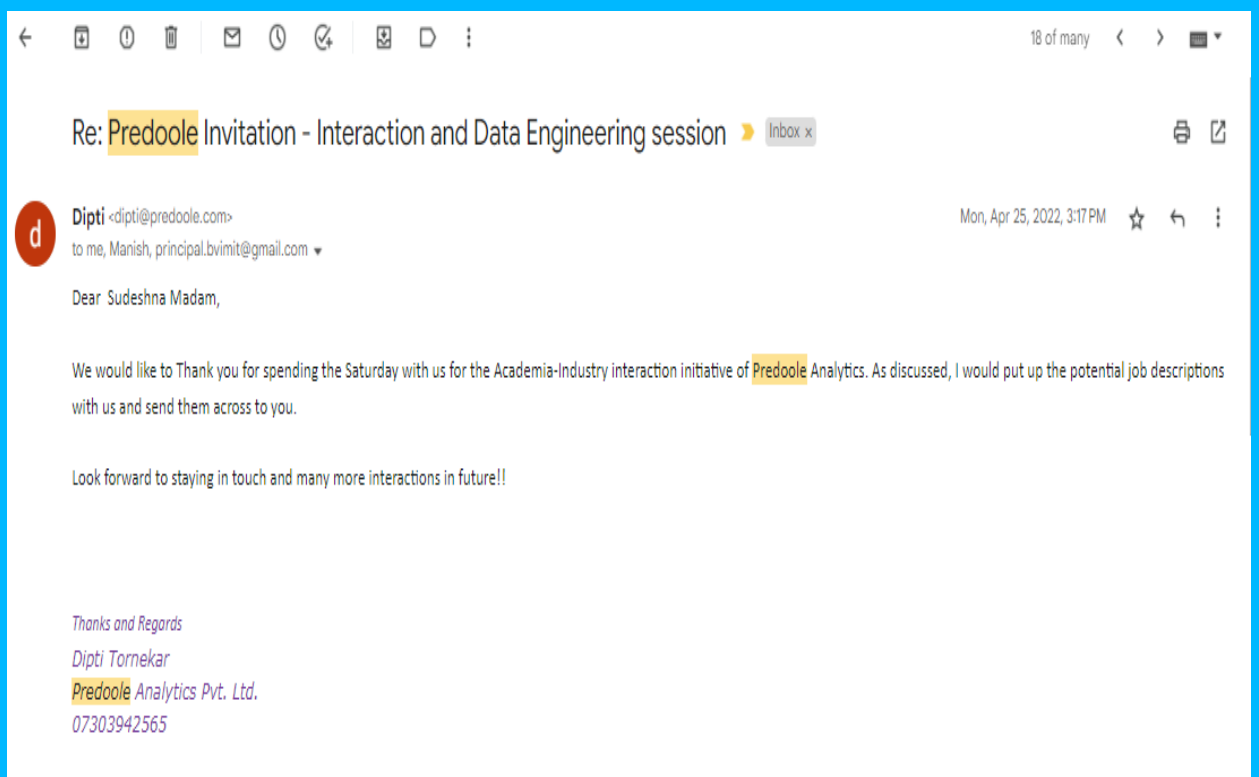 18 of many
Re: Predoole Invitation - Interaction and Data Engineering session Inbox x
d
Dipti <dipti@predoole.com> Mon, Apr 25, 2022, 3:17 PM
to me, Manish, principal.bvimit@gmail.com
Dear Sudeshna Madam,
We would like to Thank you for spending the Saturday with us for the Academia-Industry interaction initiative of Predoole Analytics. As discussed, I would put up the potential job descriptions
with us and send them across to you.
Look forward to staying in touch and many more interactions in future!!
Thanks and Regards
Dipti Tornekar
Predoole Analytics Pvt. Ltd.
07303942565